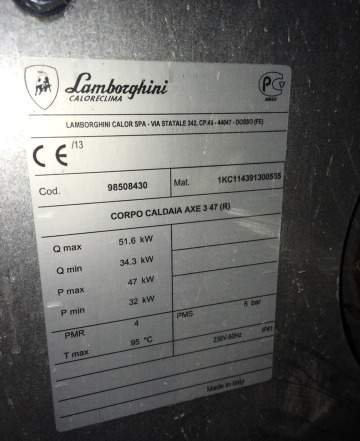 Lamborghini
CALORECLIMA
LAMBORGHINI CALOR SPA - VIA STATALE 342, CP.43 - 44047 - DOSSO (FE)
CE /13
Cod. 98508430 Mat. 1KC114391300535
CORPO CALDAIA AXE 3 47 (R)
Q max 51.6 kW
Q min 34.3 kW
P max 47 kW
P min 32 kW
PMR 4 PMS 6 bar
T max 95 °C 230V-50Hz
Made in Italy